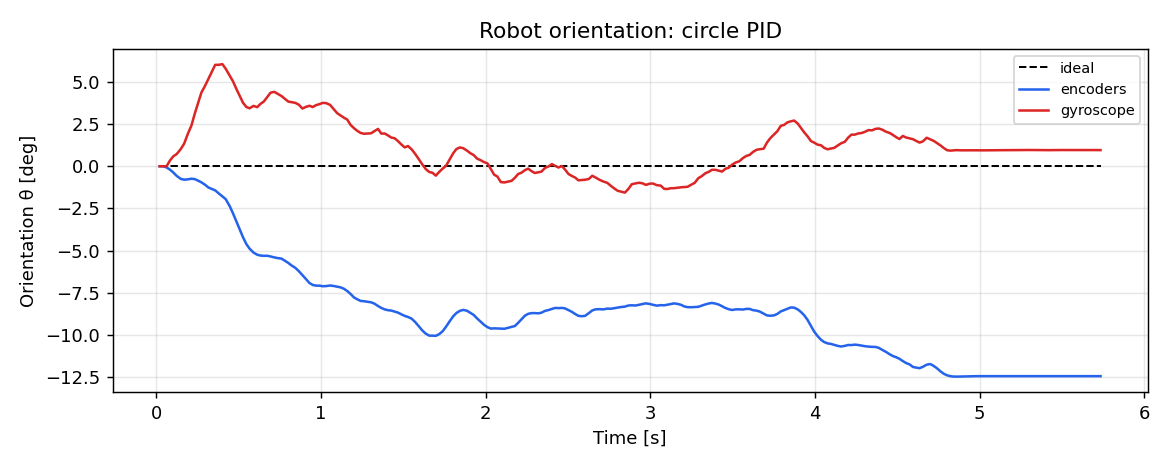 Robot orientation: circle PID
ideal
encoders
gyroscope
Orientation θ [deg]
5.0
2.5
0.0
−2.5
−5.0
−7.5
−10.0
−12.5
0 1 2 3 4 5 6
Time [s]